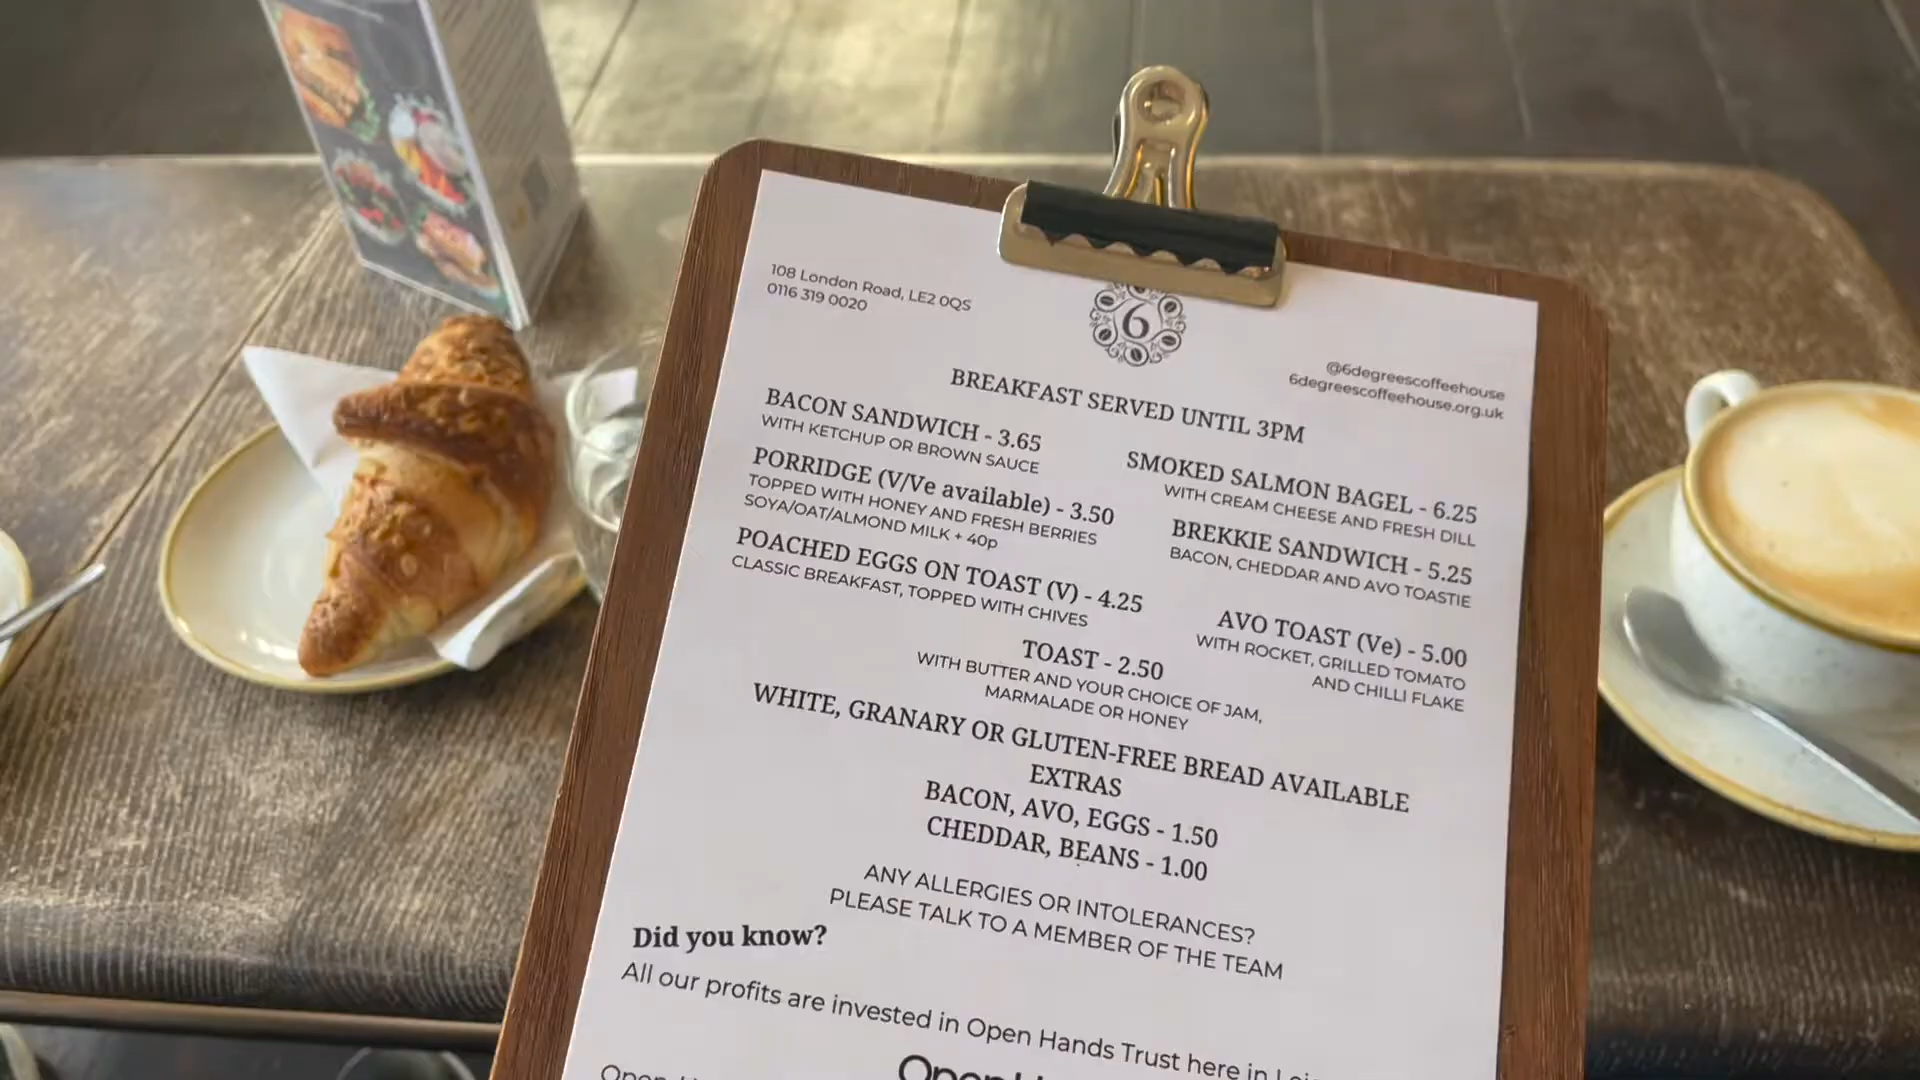 108 London Road, LE2 0QS
0116 319 0020
6
@6degreescoffeehouse
6degreescoffeehouse.org.uk
BREAKFAST SERVED UNTIL 3PM
BACON SANDWICH - 3.65
WITH KETCHUP OR BROWN SAUCE
PORRIDGE (V/Ve available) - 3.50
TOPPED WITH HONEY AND FRESH BERRIES
SOYA/OAT/ALMOND MILK + 40p
POACHED EGGS ON TOAST (V) - 4.25
CLASSIC BREAKFAST, TOPPED WITH CHIVES
SMOKED SALMON BAGEL - 6.25
WITH CREAM CHEESE AND FRESH DILL
BREKKIE SANDWICH - 5.25
BACON, CHEDDAR AND AVO TOASTIE
AVO TOAST (Ve) - 5.00
WITH ROCKET, GRILLED TOMATO
AND CHILLI FLAKE
TOAST - 2.50
WITH BUTTER AND YOUR CHOICE OF JAM,
MARMALADE OR HONEY
WHITE, GRANARY OR GLUTEN-FREE BREAD AVAILABLE
EXTRAS
BACON, AVO, EGGS - 1.50
CHEDDAR, BEANS - 1.00
ANY ALLERGIES OR INTOLERANCES?
PLEASE TALK TO A MEMBER OF THE TEAM
Did you know?
All our profits are invested in Open Hands Trust here in
Open